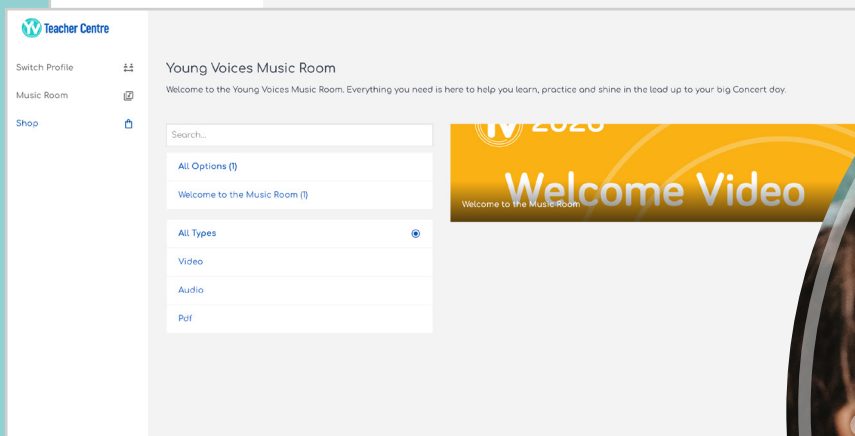 YV Teacher Centre
Switch Profile
Music Room
Shop
Young Voices Music Room
Welcome to the Young Voices Music Room. Everything you need is here to help you learn, practice and shine in the lead up to your big Concert day.
Search...
All Options (1)
Welcome to the Music Room (1)
All Types
Video
Audio
Pdf
YV 2026
Welcome Video
Welcome to the Music Room